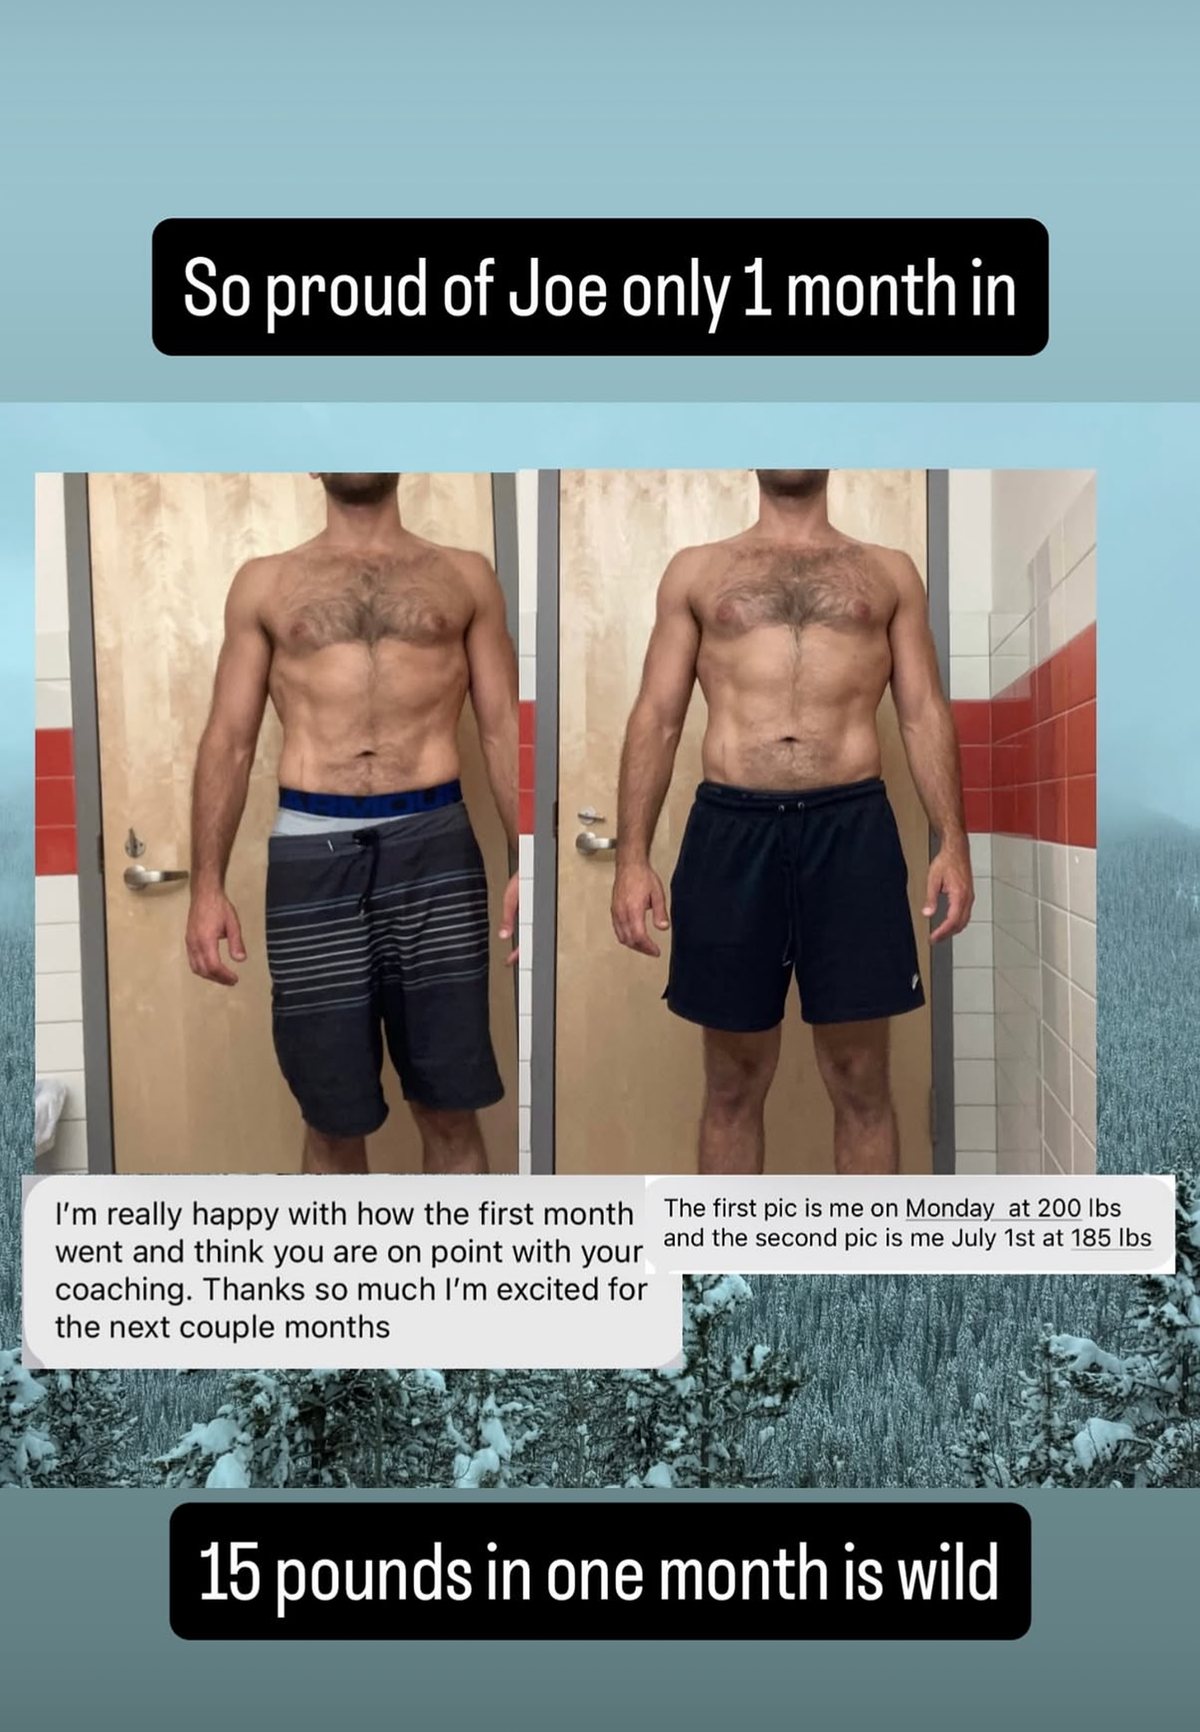 So proud of Joe only 1 month in
I'm really happy with how the first month
went and think you are on point with your
coaching. Thanks so much I'm excited for
the next couple months
The first pic is me on Monday  at 200 lbs
and the second pic is me July 1st at 185 lbs
15 pounds in one month is wild